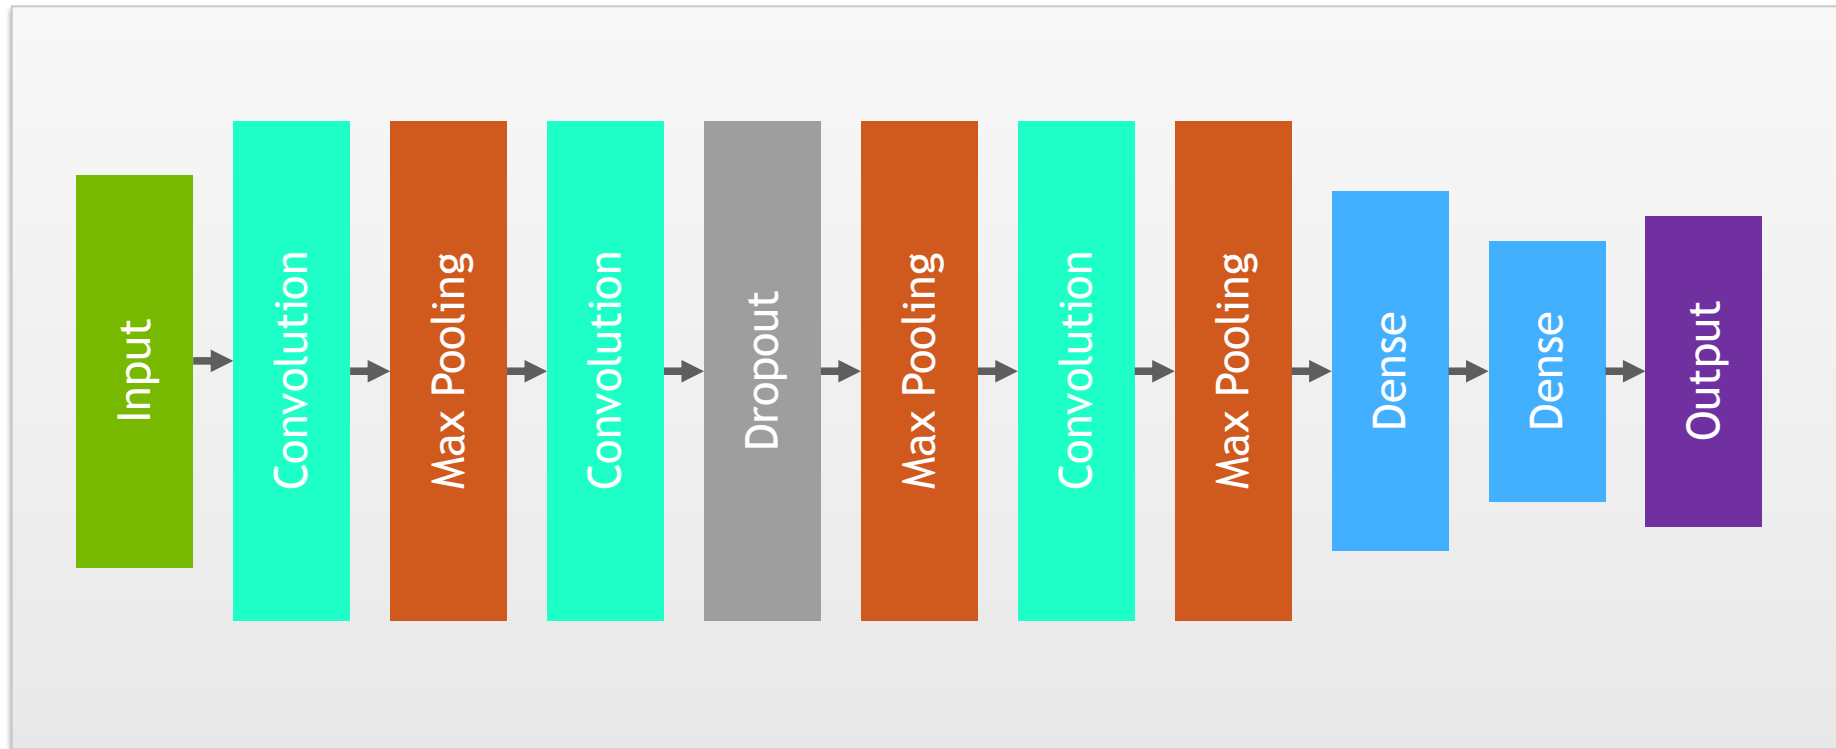 Input
Convolution
Max Pooling
Convolution
Dropout
Max Pooling
Convolution
Max Pooling
Dense
Dense
Output